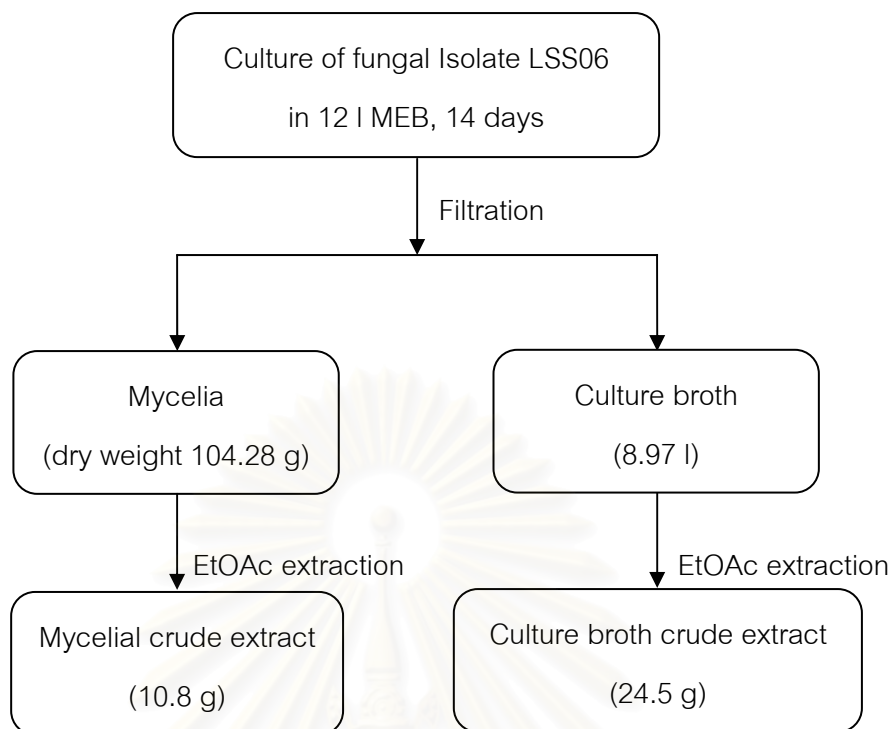 Culture of fungal Isolate LSS06
in 12 l MEB, 14 days
Filtration
Mycelia
(dry weight 104.28 g)
Culture broth
(8.97 l)
EtOAc extraction
EtOAc extraction
Mycelial crude extract
(10.8 g)
Culture broth crude extract
(24.5 g)